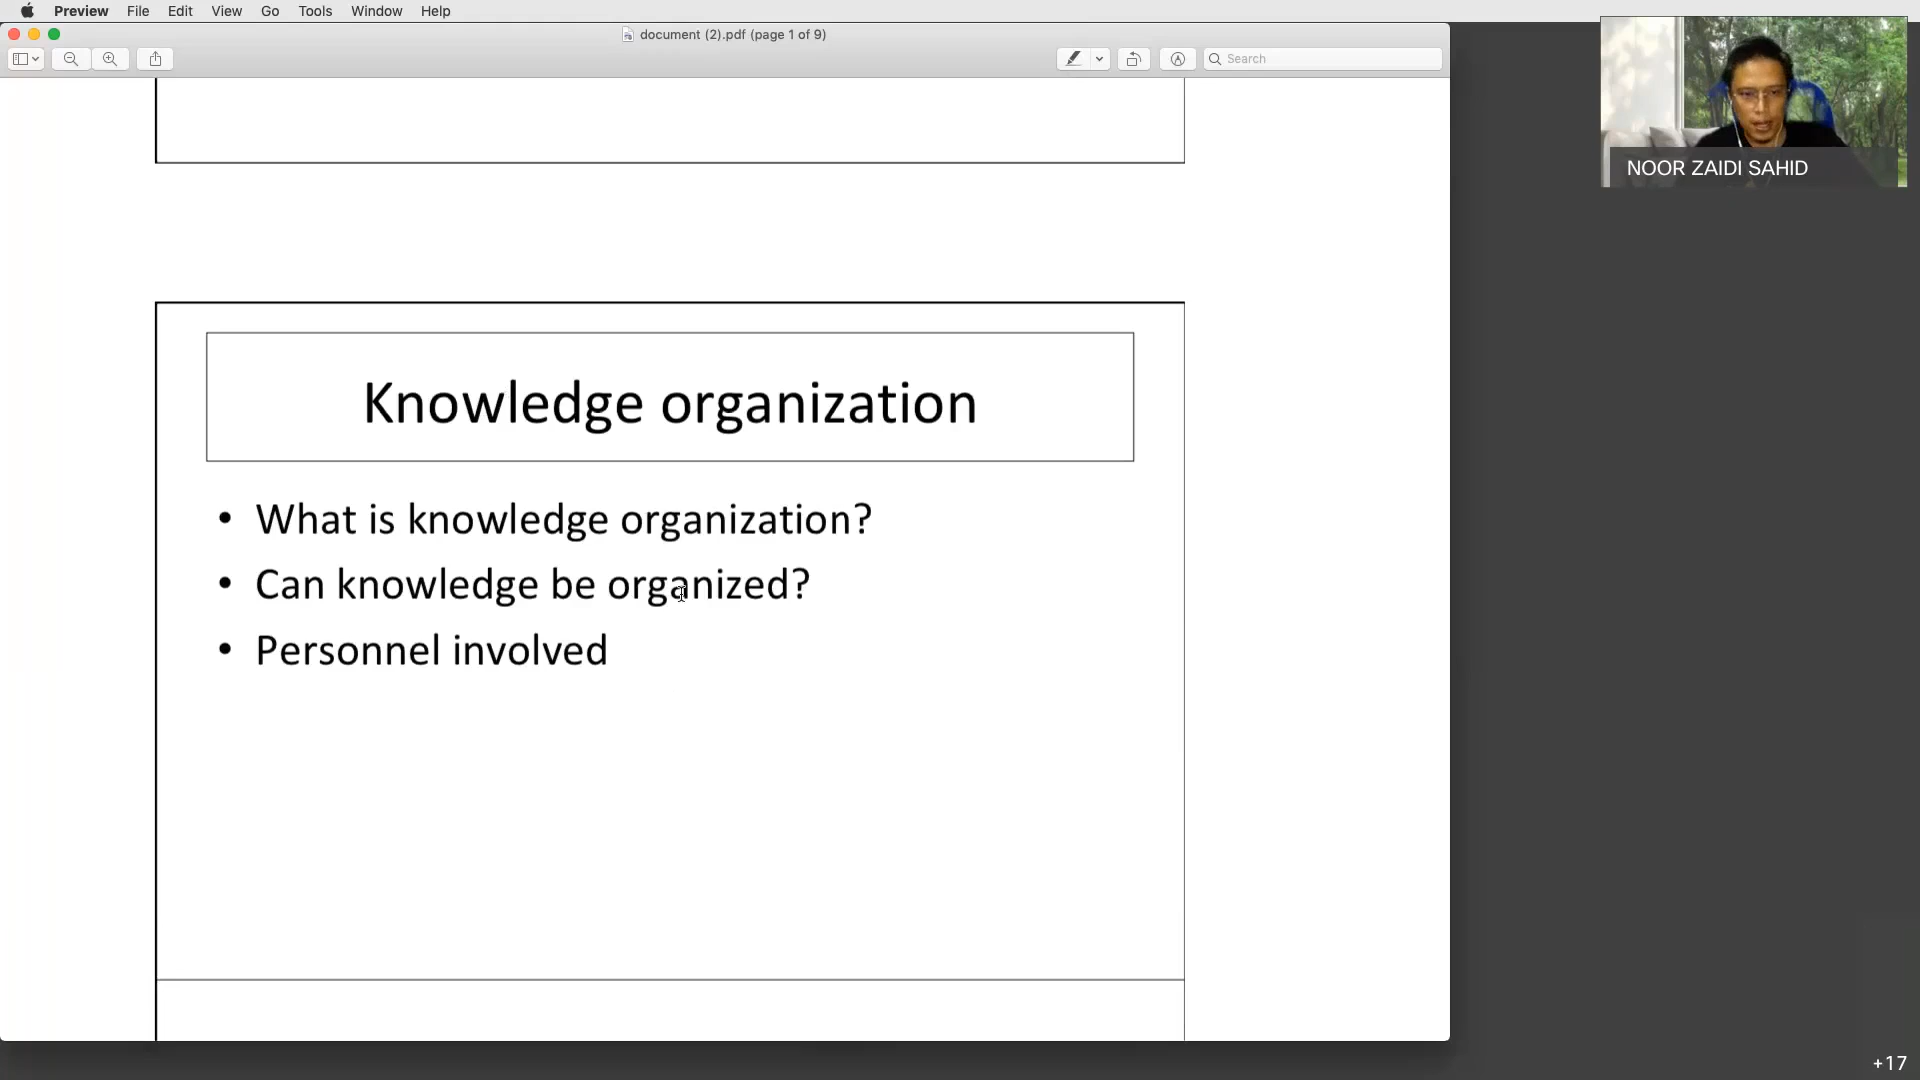 Preview File Edit View Go Tools Window Help
document (2).pdf (page 1 of 9)
Search
NOOR ZAIDI SAHID
Knowledge organization
• What is knowledge organization?
• Can knowledge be organized?
• Personnel involved
+17